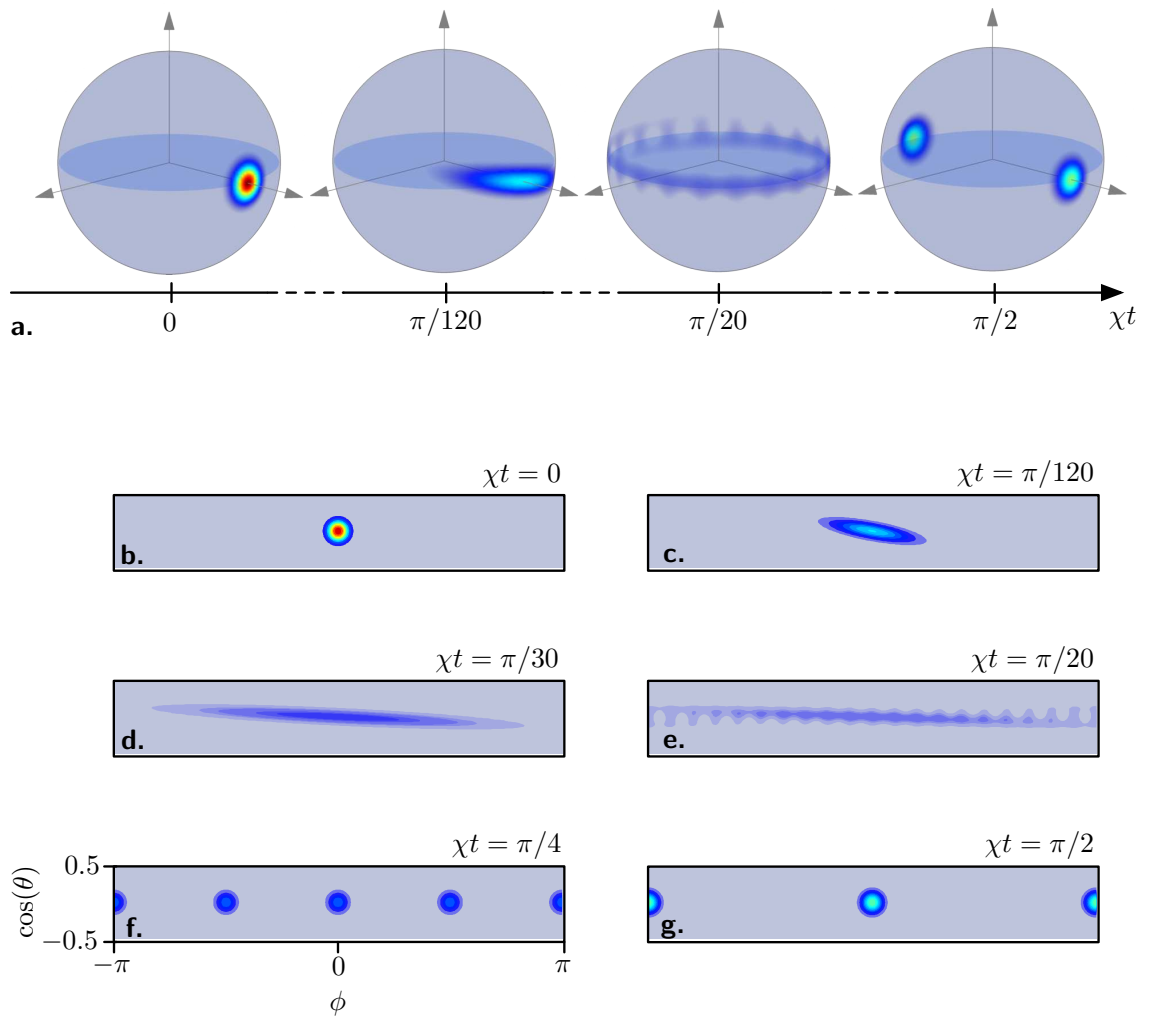 0 π/120 π/20 π/2 χt
a.
χt = 0 χt = π/120
b. c.
χt = π/30 χt = π/20
d. e.
χt = π/4 χt = π/2
0.5
cos(θ)
f. g.
−0.5
−π 0 π
ϕ